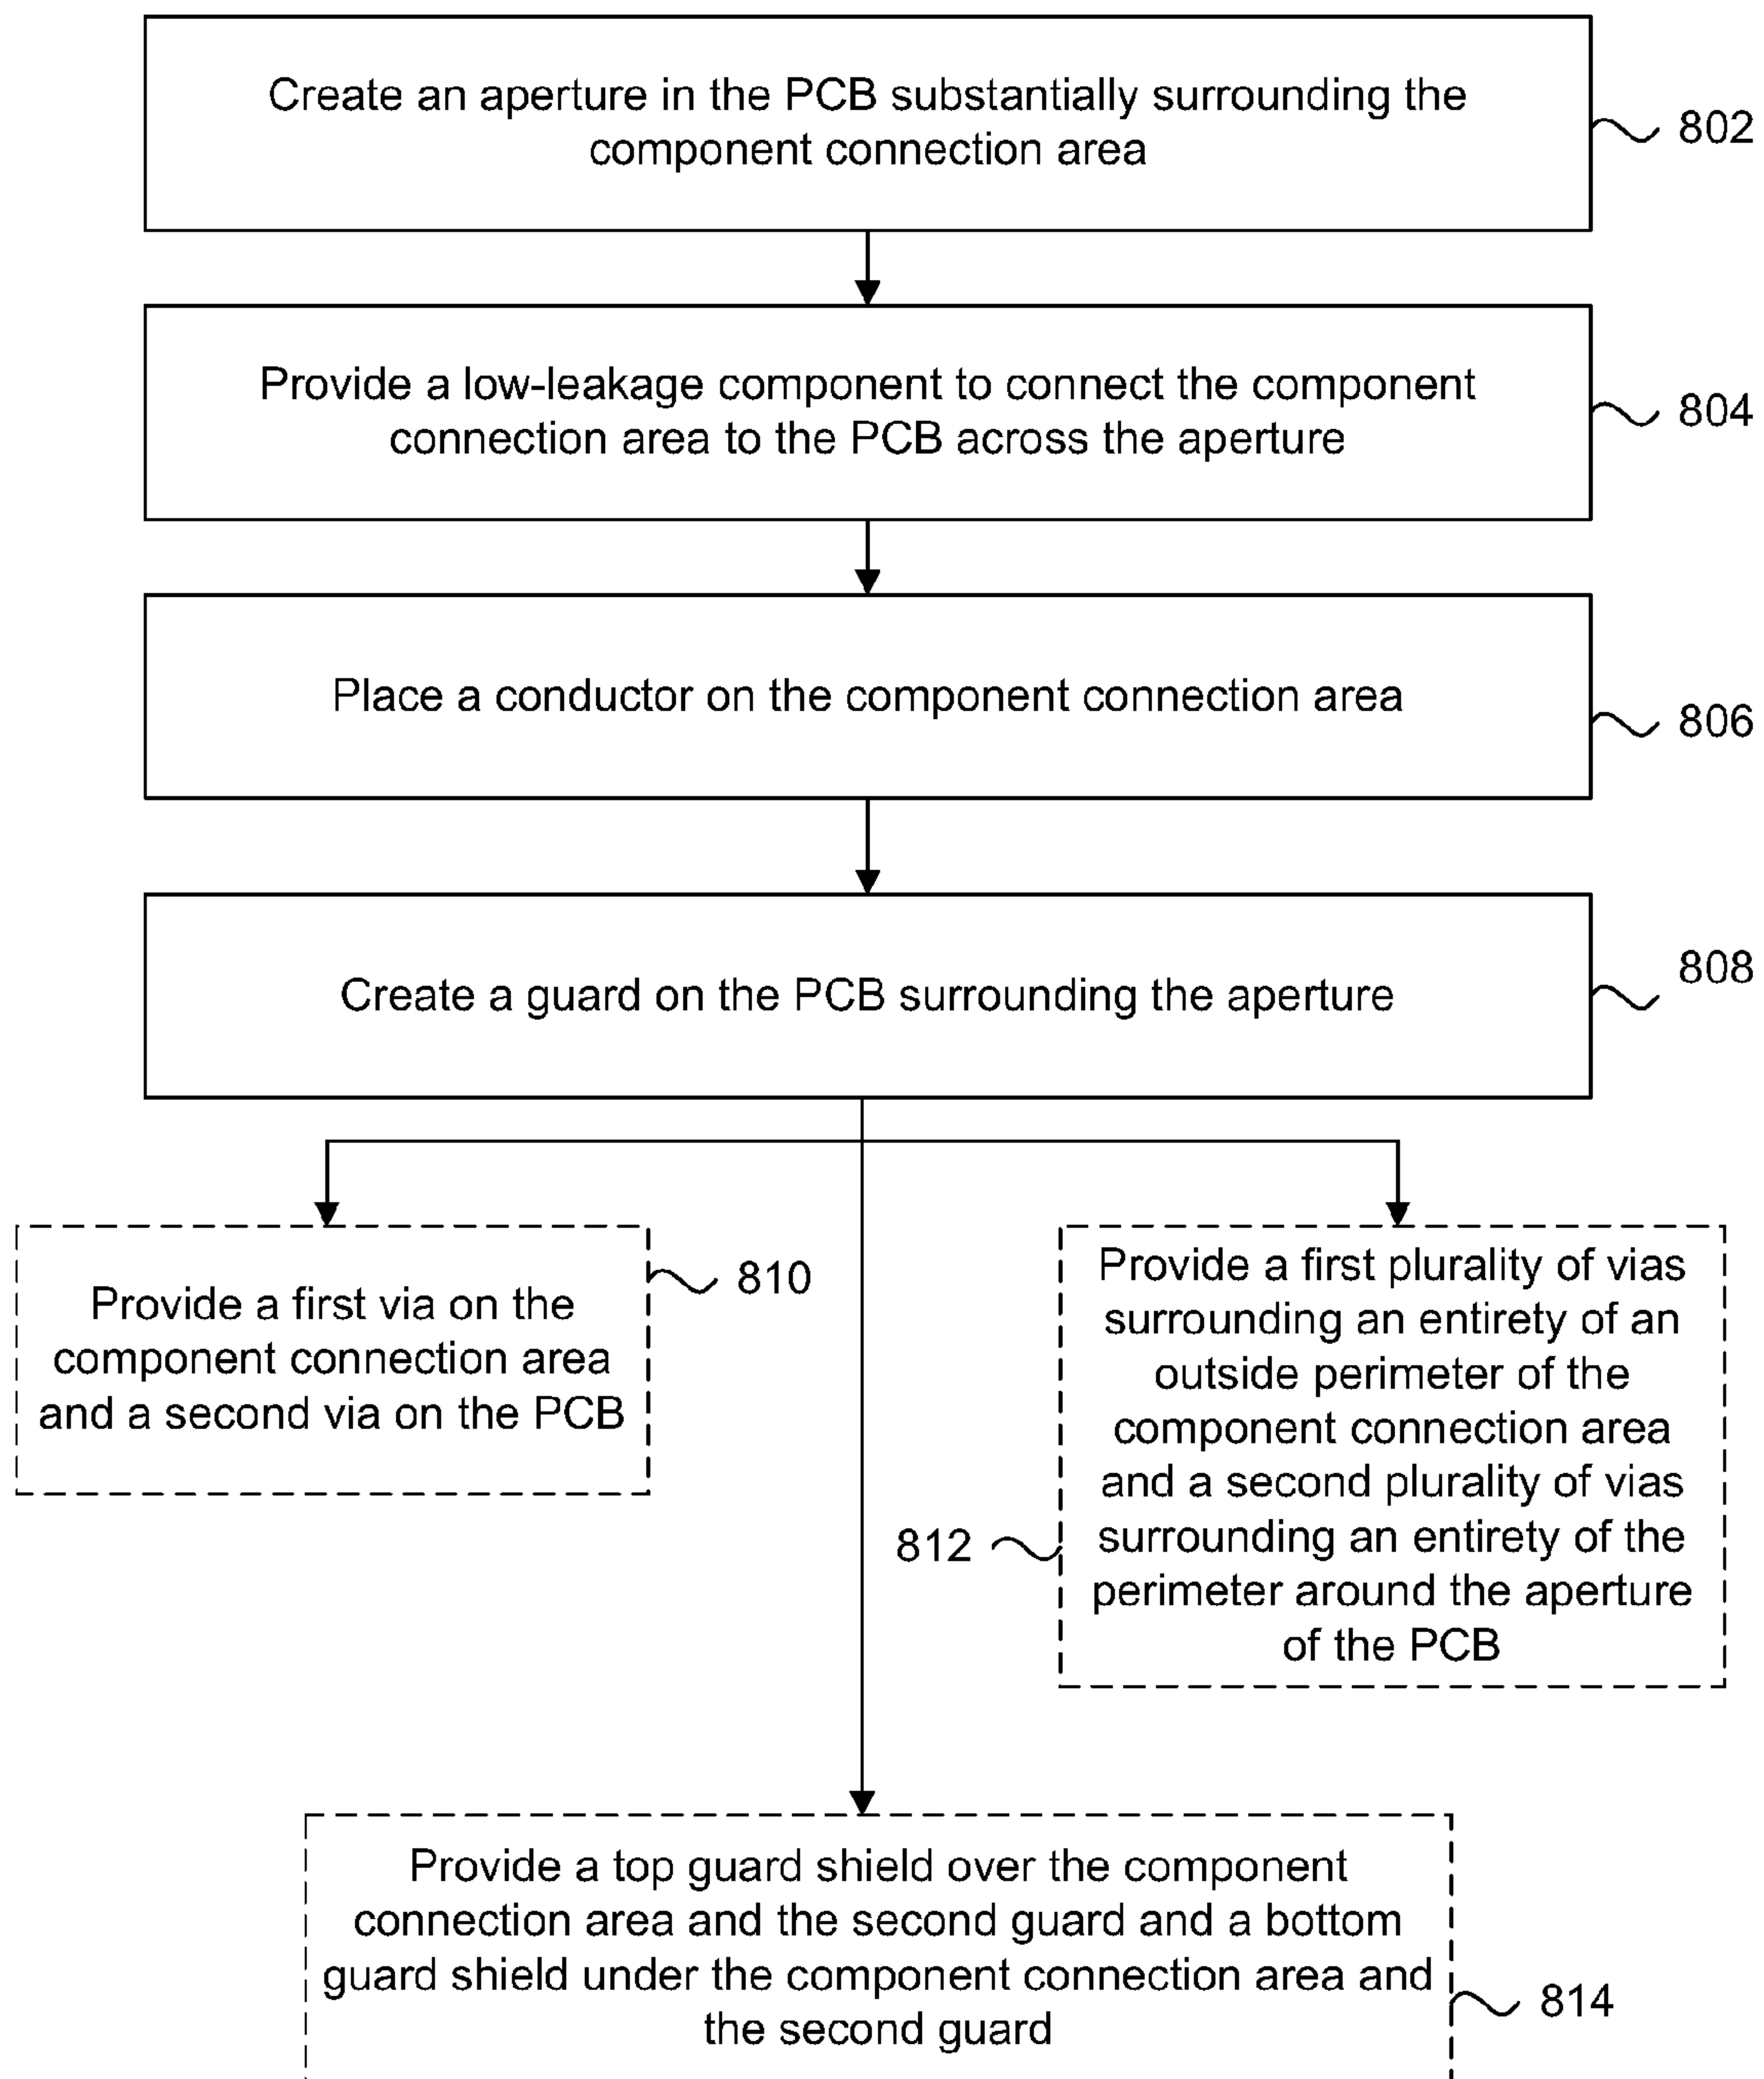 Create an aperture in the PCB substantially surrounding the
component connection area
802
Provide a low-leakage component to connect the component
connection area to the PCB across the aperture
804
Place a conductor on the component connection area
806
Create a guard on the PCB surrounding the aperture
808
Provide a first via on the
component connection area
and a second via on the PCB
810
Provide a first plurality of vias
surrounding an entirety of an
outside perimeter of the
component connection area
and a second plurality of vias
surrounding an entirety of the
perimeter around the aperture
of the PCB
812
Provide a top guard shield over the component
connection area and the second guard and a bottom
guard shield under the component connection area and
the second guard
814